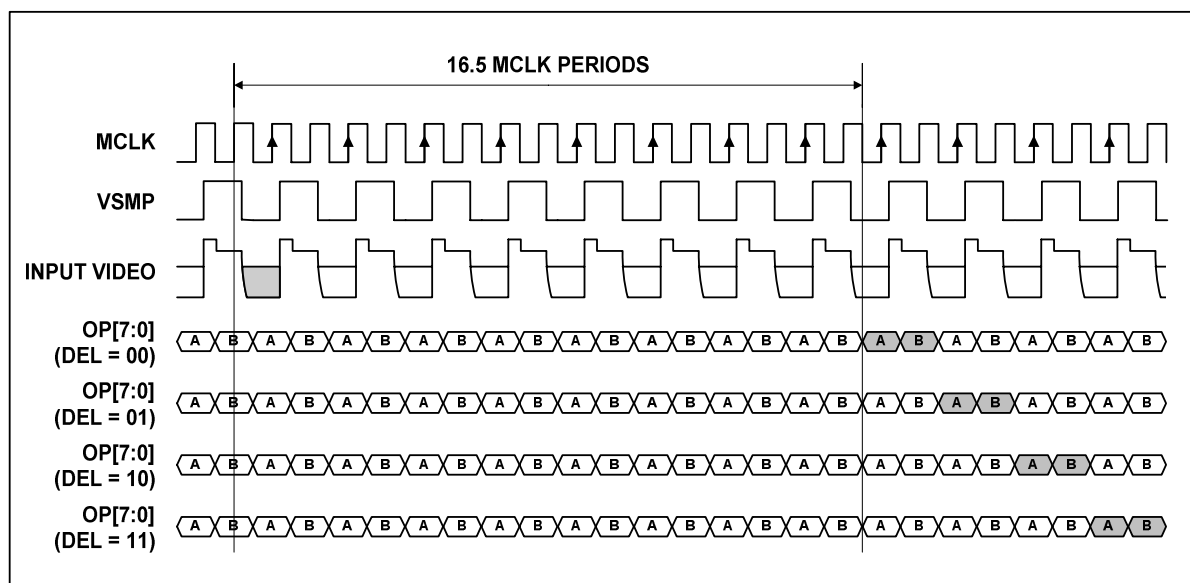 16.5 MCLK PERIODS
MCLK
VSMP
INPUT VIDEO
OP[7:0]
(DEL = 00)
A B A B A B A B A B A B A B A B A B A B A B A B A B
OP[7:0]
(DEL = 01)
A B A B A B A B A B A B A B A B A B A B A B A B A B
OP[7:0]
(DEL = 10)
A B A B A B A B A B A B A B A B A B A B A B A B A B
OP[7:0]
(DEL = 11)
A B A B A B A B A B A B A B A B A B A B A B A B A B